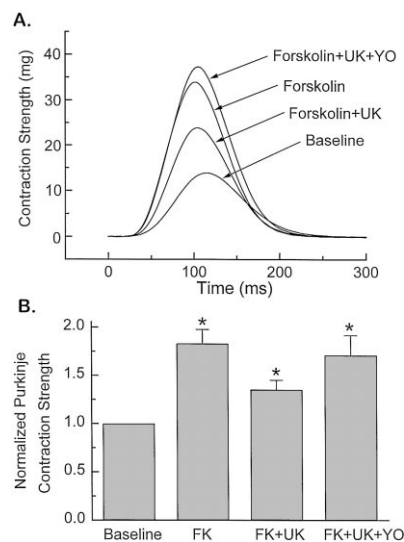 A.
Contraction Strength (mg)
40
30
20
10
0
Forskolin+UK+YO
Forskolin
Forskolin+UK
Baseline
0 100 200 300
Time (ms)
B.
Normalized Purkinje
Contraction Strength
2.0
1.5
1.0
0.5
0.0
* * *
Baseline FK FK+UK FK+UK+YO